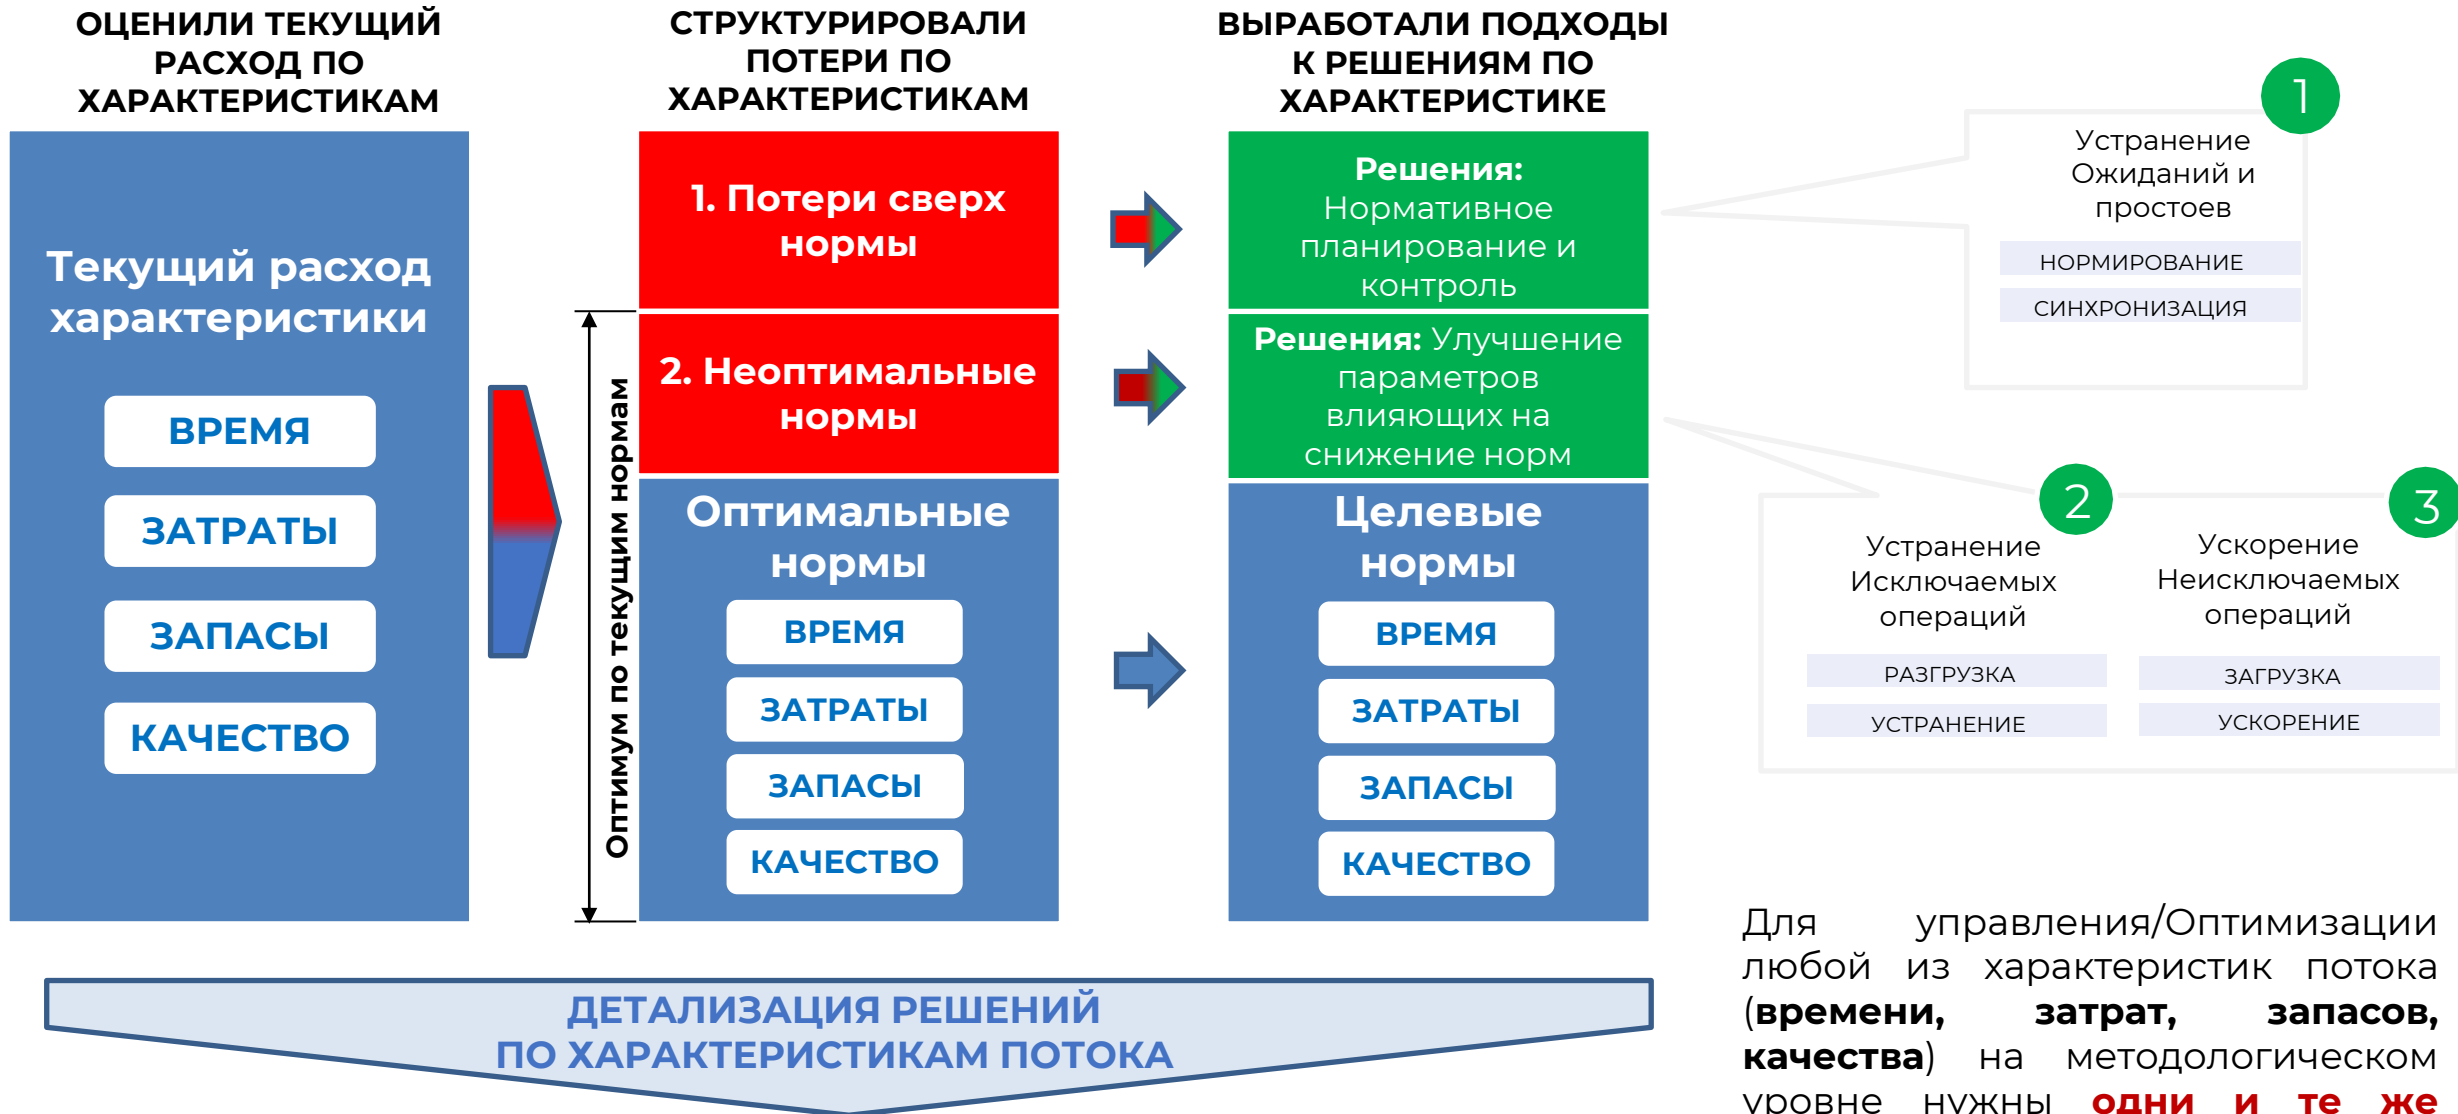 ОЦЕНИЛИ ТЕКУЩИЙ
РАСХОД ПО
ХАРАКТЕРИСТИКАМ
Текущий расход
характеристики
ВРЕМЯ
ЗАТРАТЫ
ЗАПАСЫ
КАЧЕСТВО
СТРУКТУРИРОВАЛИ
ПОТЕРИ ПО
ХАРАКТЕРИСТИКАМ
Оптимум по текущим нормам
1. Потери сверх
нормы
2. Неоптимальные
нормы
Оптимальные
нормы
ВРЕМЯ
ЗАТРАТЫ
ЗАПАСЫ
КАЧЕСТВО
ВЫРАБОТАЛИ ПОДХОДЫ
К РЕШЕНИЯМ ПО
ХАРАКТЕРИСТИКЕ
Решения:
Нормативное
планирование и
контроль
Решения: Улучшение
параметров
влияющих на
снижение норм
Целевые
нормы
ВРЕМЯ
ЗАТРАТЫ
ЗАПАСЫ
КАЧЕСТВО
1
Устранение
Ожиданий и
простоев
НОРМИРОВАНИЕ
СИНХРОНИЗАЦИЯ
2
Устранение
Исключаемых
операций
РАЗГРУЗКА
УСТРАНЕНИЕ
3
Ускорение
Неисключаемых
операций
ЗАГРУЗКА
УСКОРЕНИЕ
ДЕТАЛИЗАЦИЯ РЕШЕНИЙ
ПО ХАРАКТЕРИСТИКАМ ПОТОКА
Для управления/Оптимизации
любой из характеристик потока
(времени, затрат, запасов,
качества) на методологическом
уровне нужны одни и те же